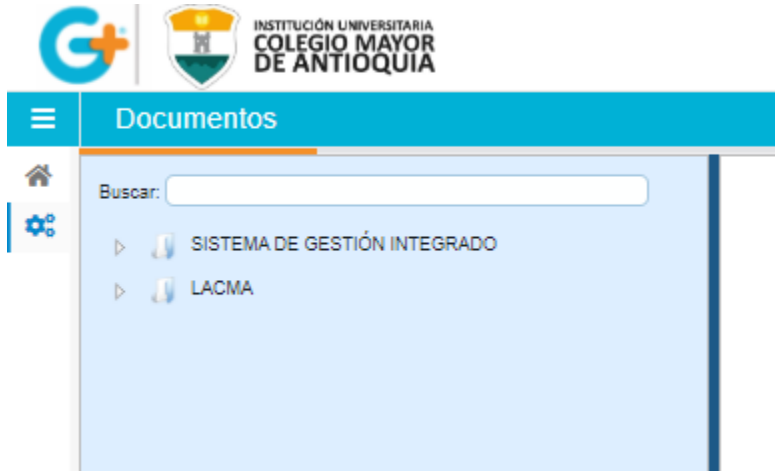 G+
INSTITUCIÓN UNIVERSITARIA
COLEGIO MAYOR
DE ANTIOQUIA
Documentos
Buscar:
SISTEMA DE GESTIÓN INTEGRADO
LACMA